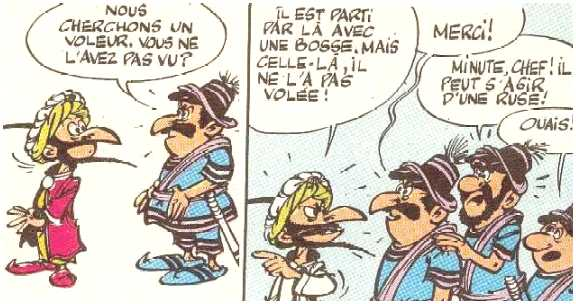 NOUS
CHERCHONS UN
VOLEUR. VOUS NE
L'AVEZ PAS VU?
IL EST PARTI
PAR LÀ AVEC
UNE BOSSE, MAIS
CELLE-LÀ, IL
NE L'A PAS
VOLÉE!
MERCI!
MINUTE, CHEF! IL
PEUT S'AGIR
D'UNE RUSE!
OUAIS!